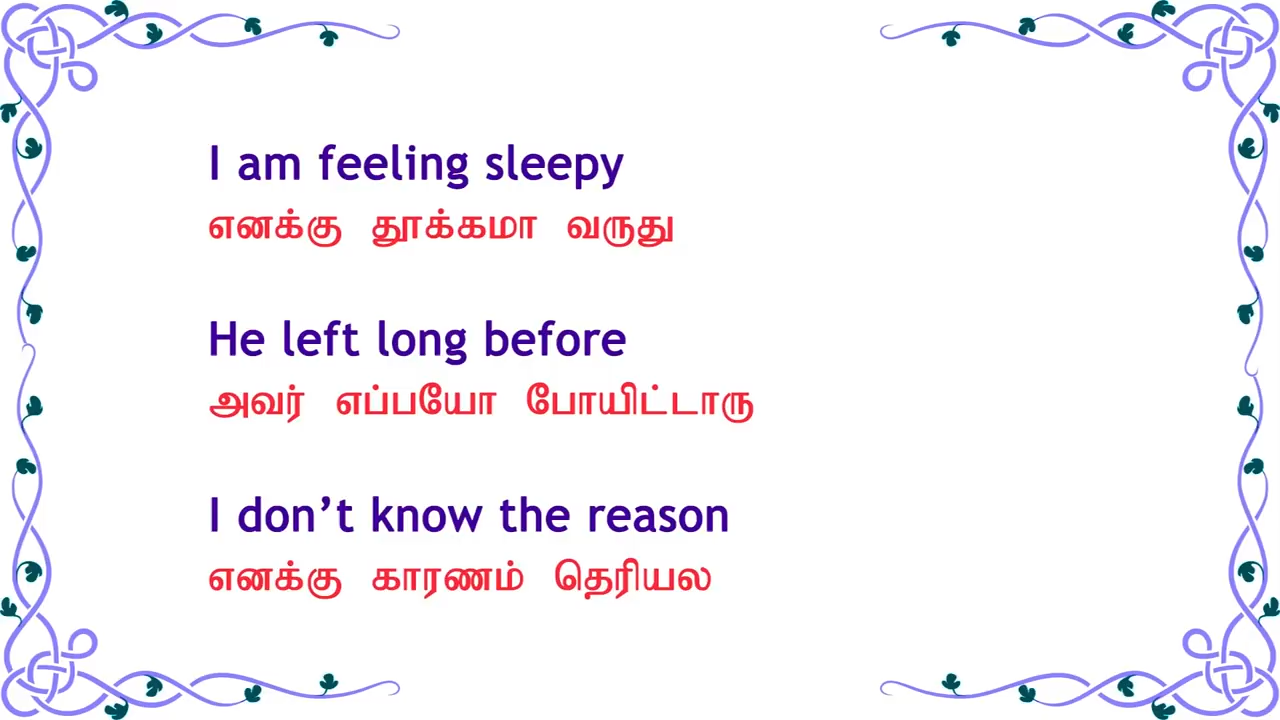 I am feeling sleepy
எனக்கு தூக்கமா வருது
He left long before
அவர் எப்பயோ போயிட்டாரு
I don’t know the reason
எனக்கு காரணம் தெரியல